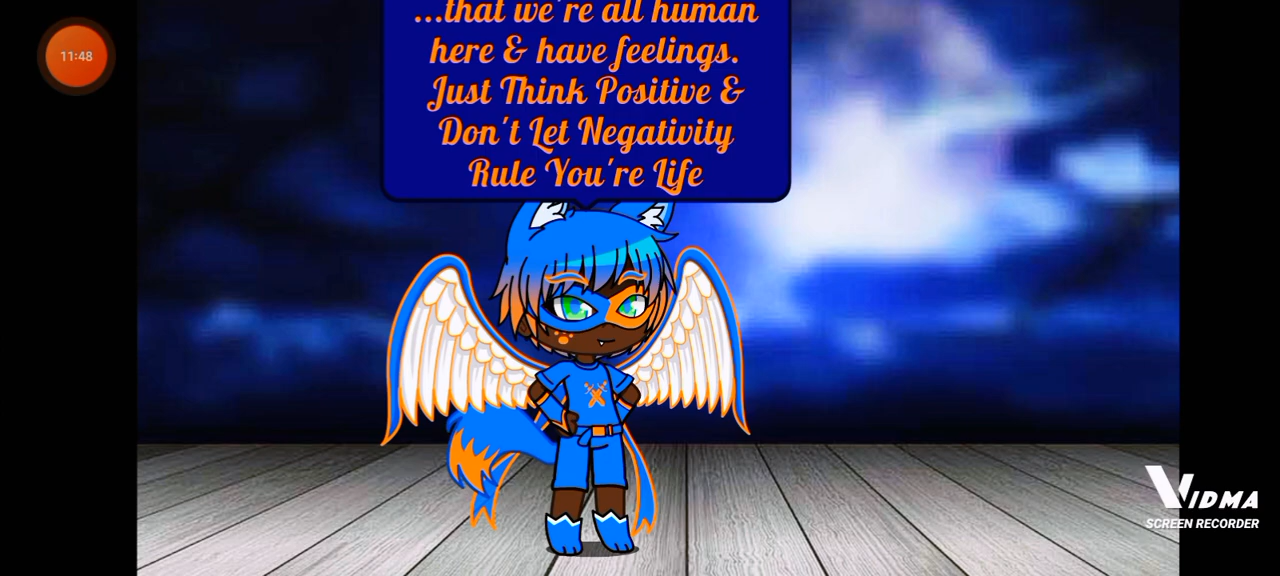 11:48
...that we're all human
here & have feelings.
Just Think Positive &
Don't Let Negativity
Rule You're Life
VIDMA
SCREEN RECORDER